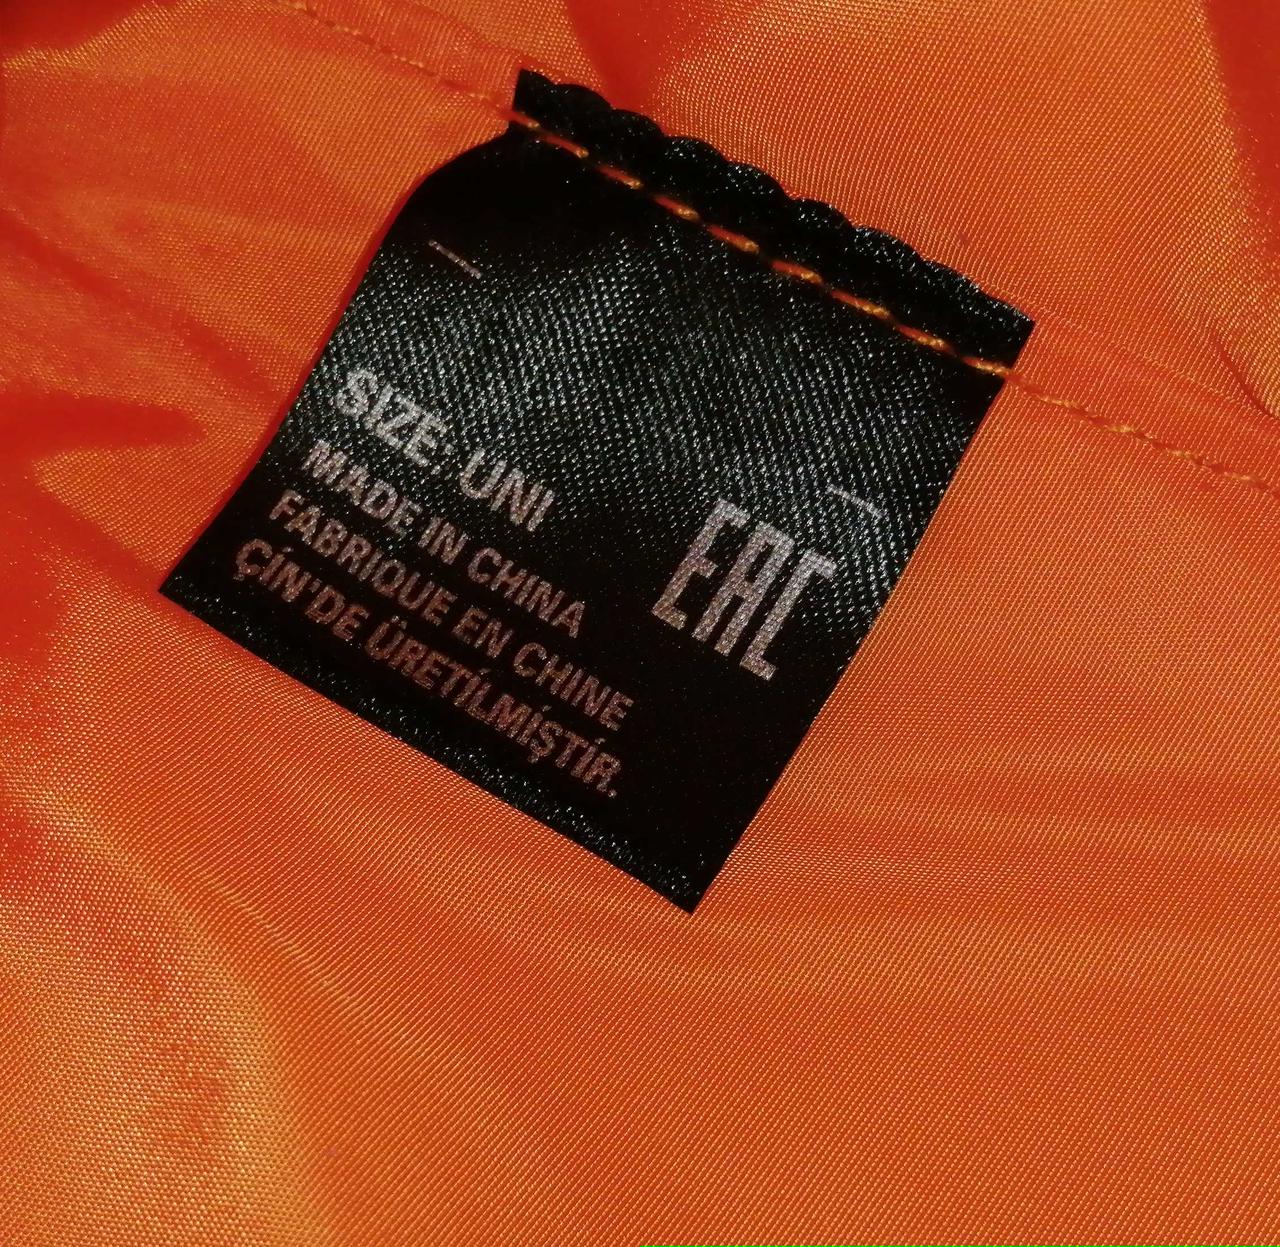 SIZE: UNI
MADE IN CHINA
FABRIQUE EN CHINE
ÇİN'DE ÜRETİLMİŞTİR.
EAC